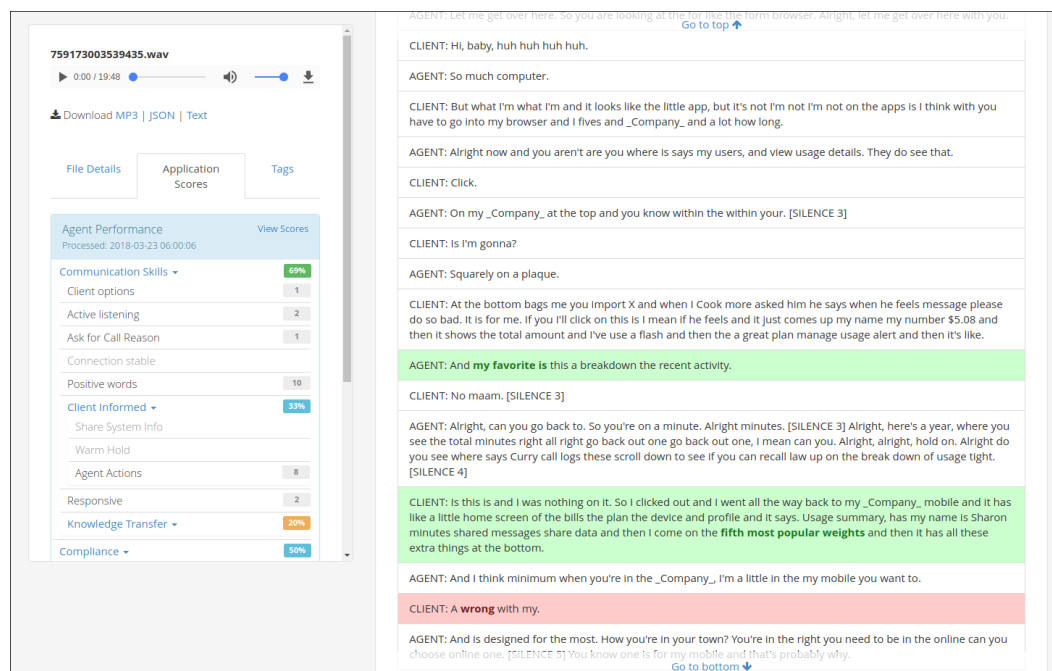 759173003539435.wav
0:00 / 19:48
Download MP3 | JSON | Text
File Details
Application
Scores
Tags
Agent Performance
View Scores
Processed: 2018-03-23 06:00:06
Communication Skills
69%
Client options
1
Active listening
2
Ask for Call Reason
1
Connection stable
Positive words
10
Client Informed
33%
Share System Info
Warm Hold
Agent Actions
8
Responsive
2
Knowledge Transfer
20%
Compliance
50%
AGENT: Let me get over here. So you are looking at the for like the form browser. Alright, let me get over here with you.
Go to top
CLIENT: Hi, baby, huh huh huh huh.
AGENT: So much computer.
CLIENT: But what I'm what I'm and it looks like the little app, but it's not I'm not I'm not on the apps is I think with you
have to go into my browser and I fives and _Company_ and a lot how long.
AGENT: Alright now and you aren't are you where is says my users, and view usage details. They do see that.
CLIENT: Click.
AGENT: On my _Company_ at the top and you know within the within your. [SILENCE 3]
CLIENT: Is I'm gonna?
AGENT: Squarely on a plaque.
CLIENT: At the bottom bags me you import X and when I Cook more asked him he says when he feels message please
do so bad. It is for me. If you I'll click on this is I mean if he feels and it just comes up my name my number $5.08 and
then it shows the total amount and I've use a flash and then the a great plan manage usage alert and then it's like.
AGENT: And my favorite is this a breakdown the recent activity.
CLIENT: No maam. [SILENCE 3]
AGENT: Alright, can you go back to. So you're on a minute. Alright minutes. [SILENCE 3] Alright, here's a year, where you
see the total minutes right all right go back out one go back out one, I mean can you. Alright, alright, hold on. Alright do
you see where says Curry call logs these scroll down to see if you can recall law up on the break down of usage tight.
[SILENCE 4]
CLIENT: Is this is and I was nothing on it. So I clicked out and I went all the way back to my _Company_ mobile and it has
like a little home screen of the bills the plan the device and profile and it says. Usage summary, has my name is Sharon
minutes shared messages share data and then I come on the fifth most popular weights and then it has all these
extra things at the bottom.
AGENT: And I think minimum when you're in the _Company_, I'm a little in the my mobile you want to.
CLIENT: A wrong with my.
AGENT: And is designed for the most. How you're in your town? You're in the right you need to be in the online can you
choose online one. [SILENCE 5] You know one is for my mobile and that's probably why.
Go to bottom